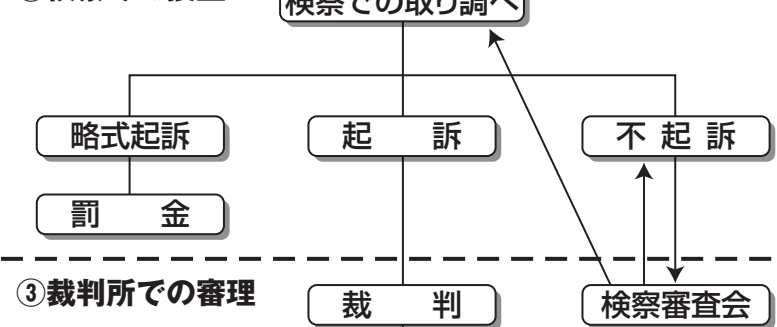 検察での取り調べ
略式起訴
起訴
不起訴
罰金
③裁判所での審理
裁判
検察審査会